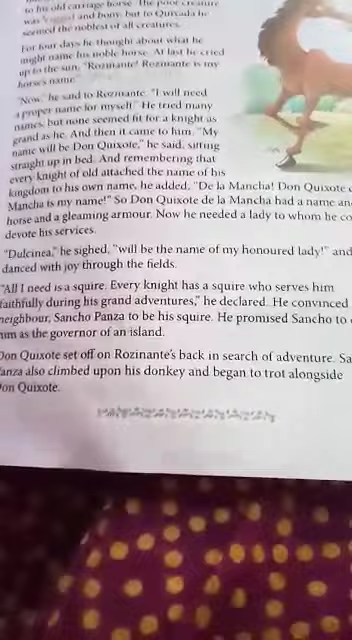 to his old carriage horse. The poor creature
was ragged and bony, but to Quixada he
seemed the noblest of all creatures.
For four days he thought about what he
might name his noble horse. At last he cried
up to the sun, "Rozinante! Rozinante is my
horse's name"
"Now," he said to Rozinante, "I will need
a proper name for myself." He tried many
names, but none seemed fit for a knight as
grand as he. And then it came to him. "My
name will be Don Quixote," he said, sitting
straight up in bed. And remembering that
every knight of old attached the name of his
kingdom to his own name, he added, "De la Mancha! Don Quixote
Mancha is my name!" So Don Quixote de la Mancha had a name
horse and a gleaming armour. Now he needed a lady to whom he
devote his services.
"Dulcinea," he sighed, "will be the name of my honoured lady!" and
danced with joy through the fields.
"All I need is a squire. Every knight has a squire who serves him
faithfully during his grand adventures," he declared. He convinced
neighbour, Sancho Panza to be his squire. He promised Sancho to
him as the governor of an island.
Don Quixote set off on Rozinante's back in search of adventure.
Panza also climbed upon his donkey and began to trot alongside
Don Quixote.